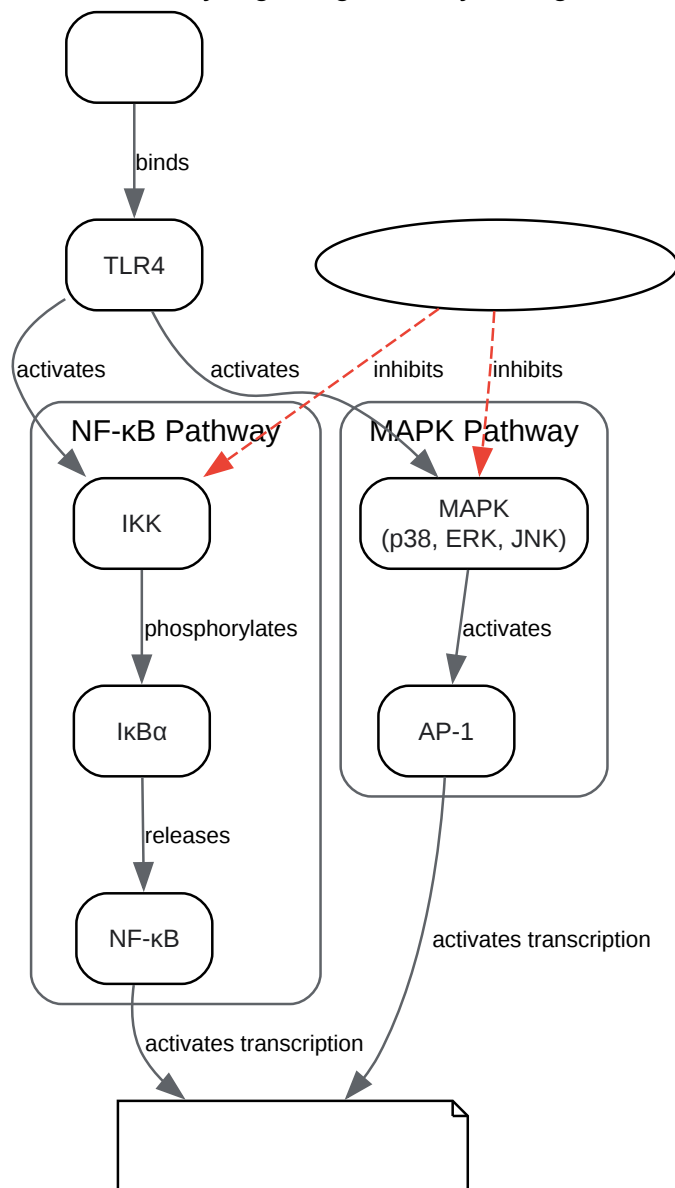 binds
TLR4
activates
activates
inhibits
inhibits
NF-κB Pathway
MAPK Pathway
IKK
MAPK
(p38, ERK, JNK)
phosphorylates
activates
IκBα
AP-1
releases
NF-κB
activates transcription
activates transcription